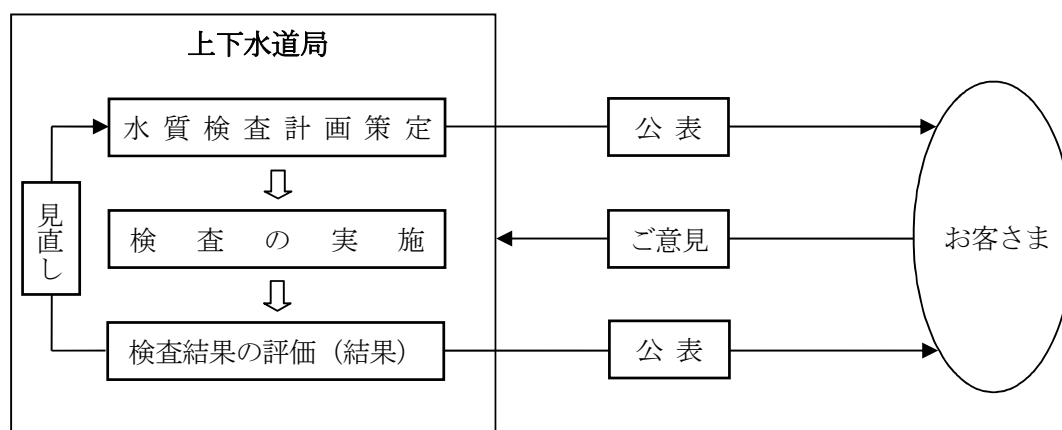 上下水道局
水質検査計画策定
公表
見直し
検査の実施
ご意見
お客さま
検査結果の評価（結果）
公表